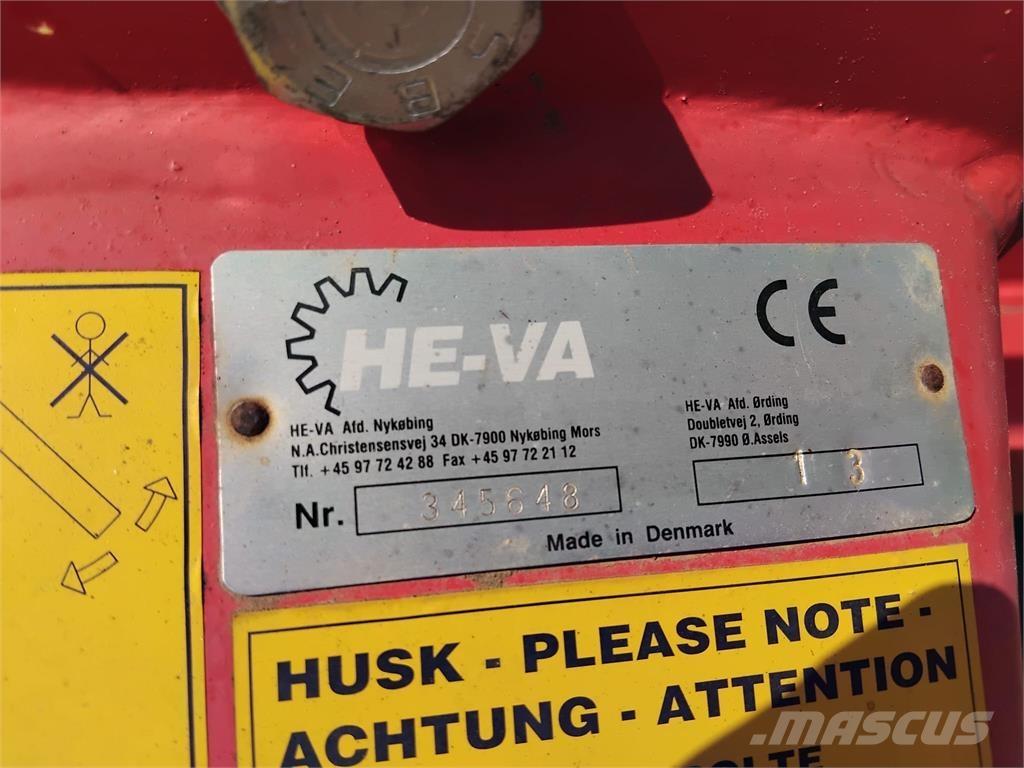 HE-VA
CE
HE-VA Afd. Nykøbing
N.A.Christensensvej 34 DK-7900 Nykøbing Mors
Tlf. +45 97 72 42 88 Fax +45 97 72 21 12
HE-VA Afd. Ørding
Doubletvej 2, Ørding
DK-7990 Ø.Assels
Nr. 345648
13
Made in Denmark
HUSK - PLEASE NOTE -
ACHTUNG - ATTENTION
MASCUS